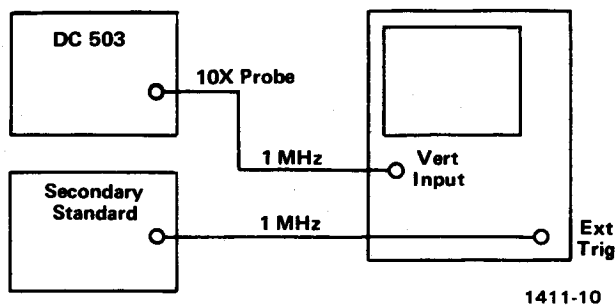 DC 503
10X Probe
1 MHz
Vert
Input
Secondary
Standard
1 MHz
Ext
Trig
1411-10